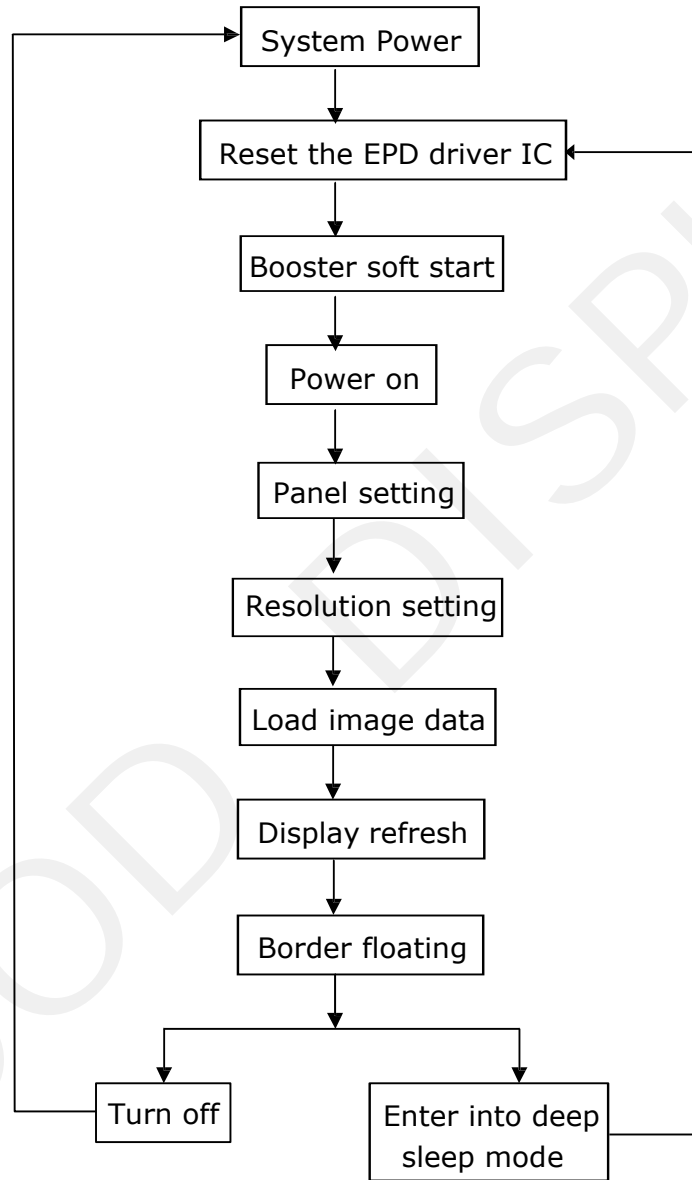 System Power
Reset the EPD driver IC
Booster soft start
Power on
Panel setting
Resolution setting
Load image data
Display refresh
Border floating
Turn off
Enter into deep
sleep mode